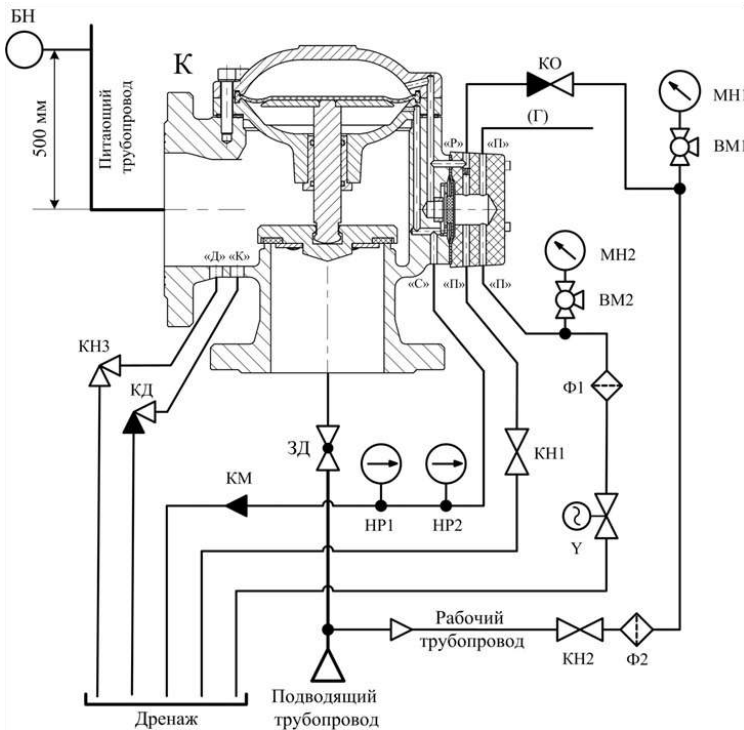 БН
К
500 мм
Питающий
трубопровод
КО
МН1
(Г)
«Р»
«П»
ВМ1
МН2
«Д»
«К»
«С»
«П»
«П»
ВМ2
КН3
КД
Ф1
ЗД
КН1
КМ
НР1
НР2
Y
Рабочий
трубопровод
КН2
Ф2
Подводящий
трубопровод
Дренаж